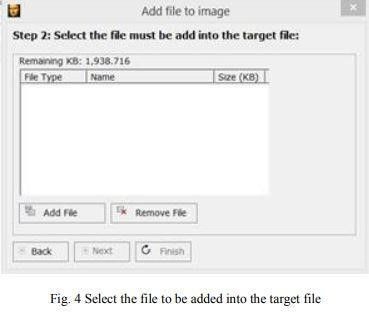 Add file to image
Step 2: Select the file must be add into the target file:
Remaining KB: 1,938.716
File Type Name Size (KB)
Add File Remove File
Back Next Finish
Fig. 4 Select the file to be added into the target file